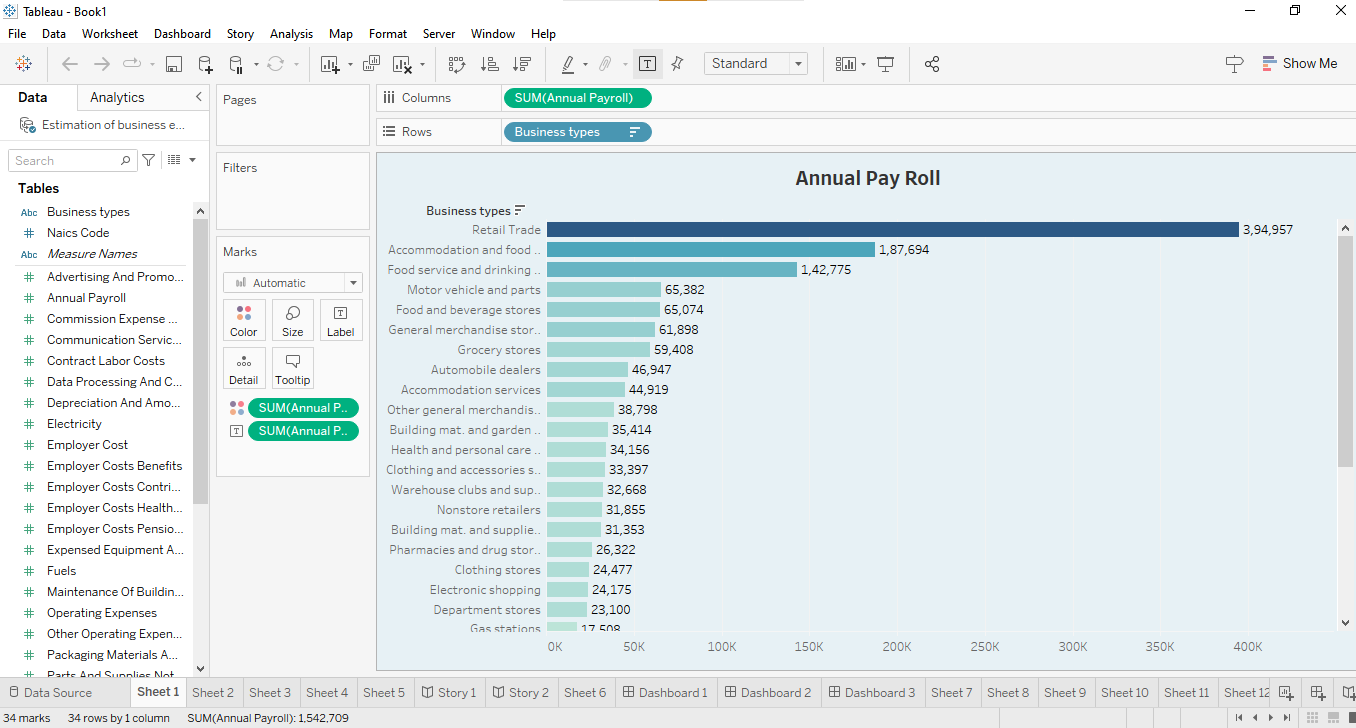 Tableau - Book1
File Data Worksheet Dashboard Story Analysis Map Format Server Window Help
Standard
Show Me
Data Analytics
Estimation of business e...
Search
Tables
Abc Business types
# Naics Code
Abc Measure Names
# Advertising And Promo...
# Annual Payroll
# Commission Expense ...
# Communication Servic...
# Contract Labor Costs
# Data Processing And C...
# Depreciation And Amo...
# Electricity
# Employer Cost
# Employer Costs Benefits
# Employer Costs Contri...
# Employer Costs Health...
# Employer Costs Pensio...
# Expensed Equipment A...
# Fuels
# Maintenance Of Buildin...
# Operating Expenses
# Other Operating Expen...
# Packaging Materials A...
# Parts And Supplies Not
Pages
Filters
Marks
Automatic
Color Size Label
Detail Tooltip
SUM(Annual P..
T SUM(Annual P..
Columns SUM(Annual Payroll)
Rows Business types
Annual Pay Roll
Business types
Retail Trade 3,94,957
Accommodation and food .. 1,87,694
Food service and drinking .. 1,42,775
Motor vehicle and parts 65,382
Food and beverage stores 65,074
General merchandise stor.. 61,898
Grocery stores 59,408
Automobile dealers 46,947
Accommodation services 44,919
Other general merchandis.. 38,798
Building mat. and garden .. 35,414
Health and personal care .. 34,156
Clothing and accessories s.. 33,397
Warehouse clubs and sup.. 32,668
Nonstore retailers 31,855
Building mat. and supplie.. 31,353
Pharmacies and drug stor.. 26,322
Clothing stores 24,477
Electronic shopping 24,175
Department stores 23,100
Gas stations 17,508
0K 50K 100K 150K 200K 250K 300K 350K 400K
Data Source Sheet 1 Sheet 2 Sheet 3 Sheet 4 Sheet 5 Story 1 Story 2 Sheet 6 Dashboard 1 Dashboard 2 Dashboard 3 Sheet 7 Sheet 8 Sheet 9 Sheet 10 Sheet 11 Sheet 12
34 marks 34 rows by 1 column SUM(Annual Payroll): 1,542,709